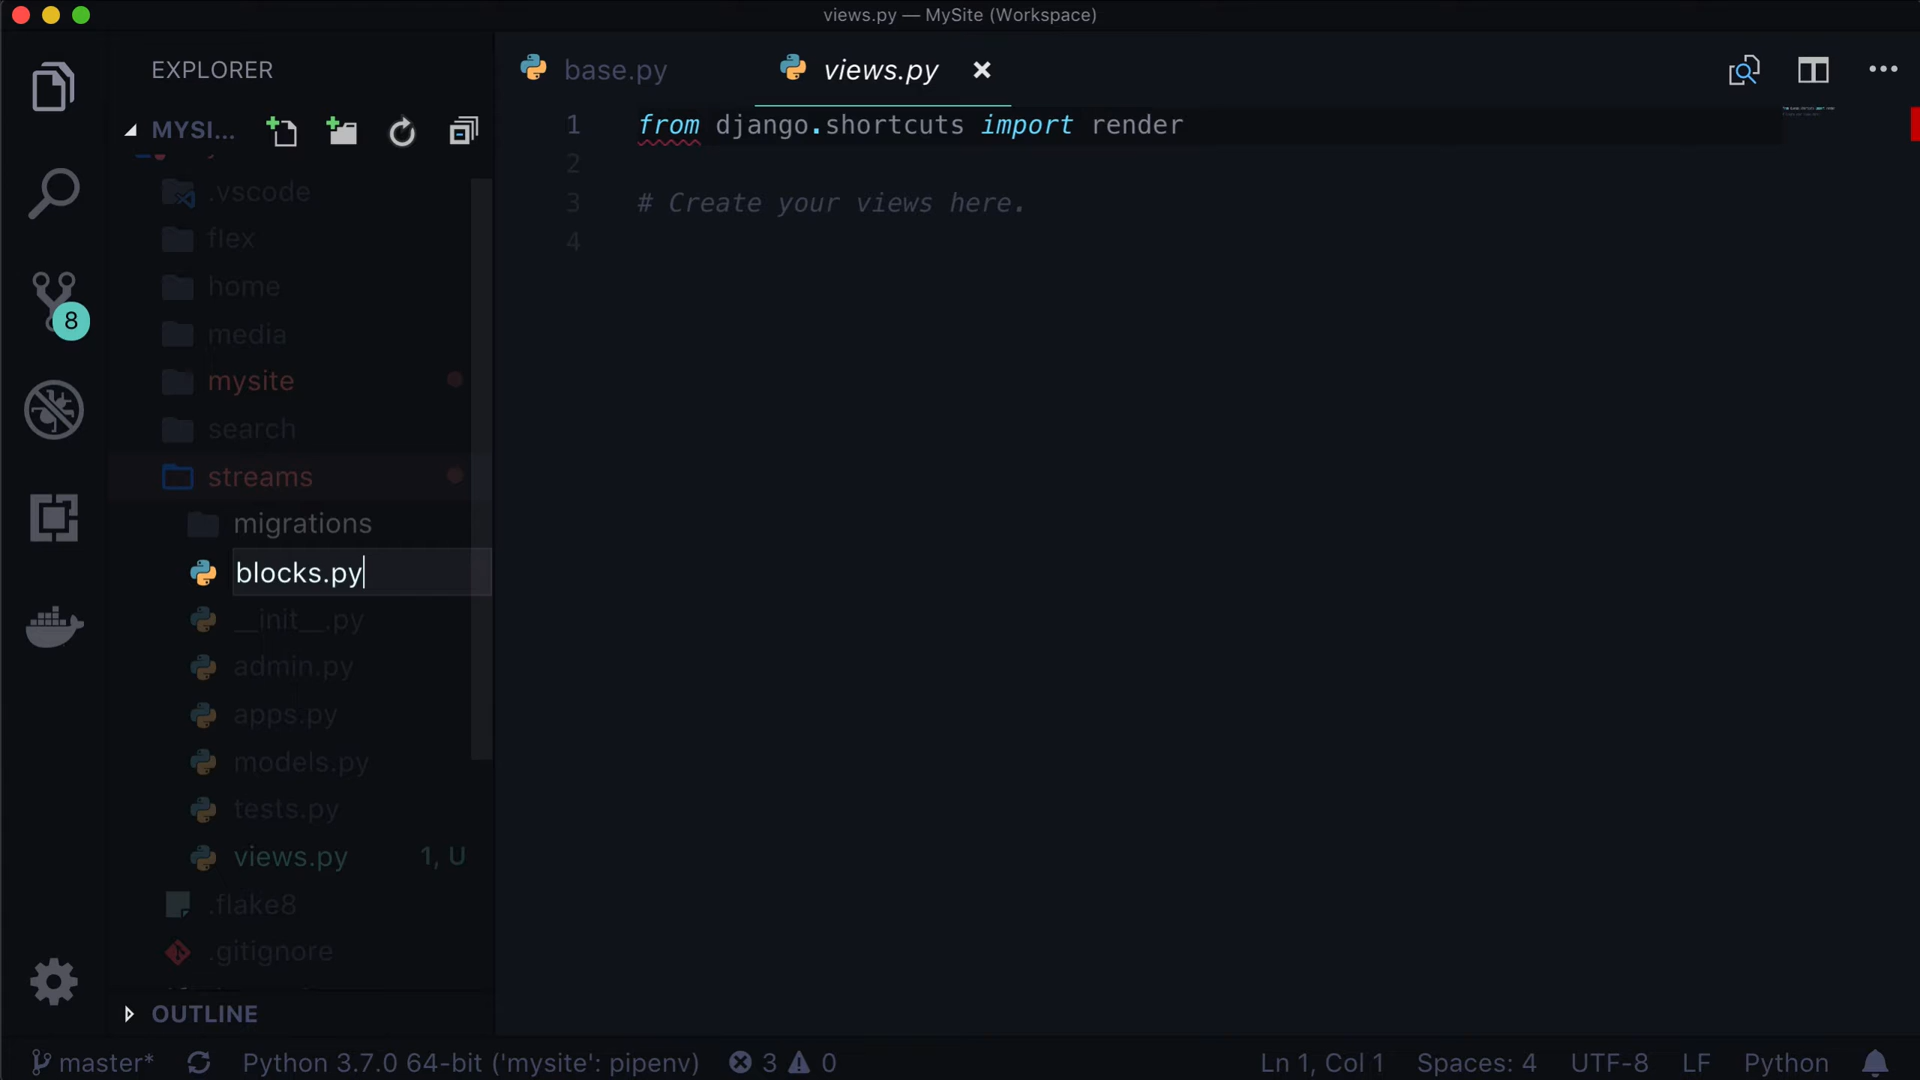 views.py — MySite (Workspace)
EXPLORER
MYSI...
.vscode
flex
home
media
mysite
search
streams
migrations
blocks.py
__init__.py
admin.py
apps.py
models.py
tests.py
views.py 1, U
.flake8
.gitignore
OUTLINE
8
base.py
views.py
1 from django.shortcuts import render
2
3 # Create your views here.
4
master* Python 3.7.0 64-bit ('mysite': pipenv) 3 0
Ln 1, Col 1 Spaces: 4 UTF-8 LF Python